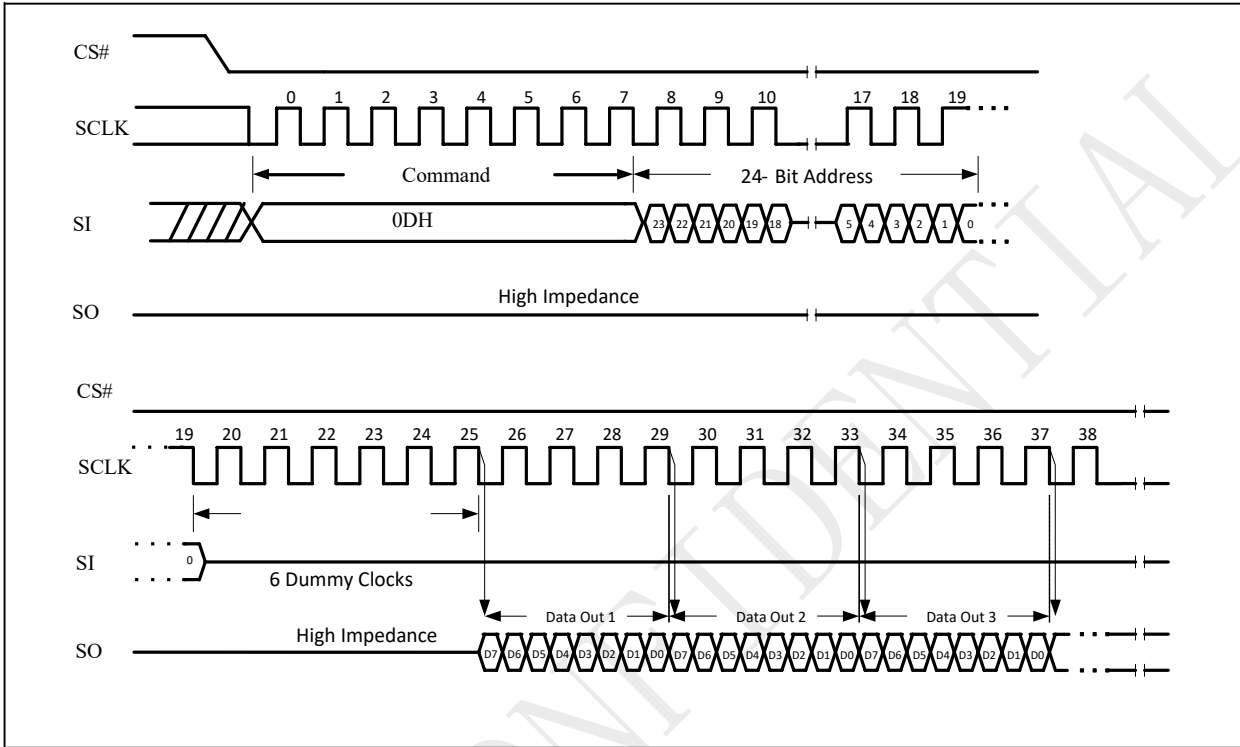 CS#
0 1 2 3 4 5 6 7 8 9 10 17 18 19
SCLK
Command 24- Bit Address
SI 0DH 23 22 21 20 19 18 5 4 3 2 1 0
High Impedance
SO
CS#
19 20 21 22 23 24 25 26 27 28 29 30 31 32 33 34 35 36 37 38
SCLK
SI 0
6 Dummy Clocks
Data Out 1 Data Out 2 Data Out 3
High Impedance
SO D7 D6 D5 D4 D3 D2 D1 D0 D7 D6 D5 D4 D3 D2 D1 D0 D7 D6 D5 D4 D3 D2 D1 D0
ONFIDENTIAL